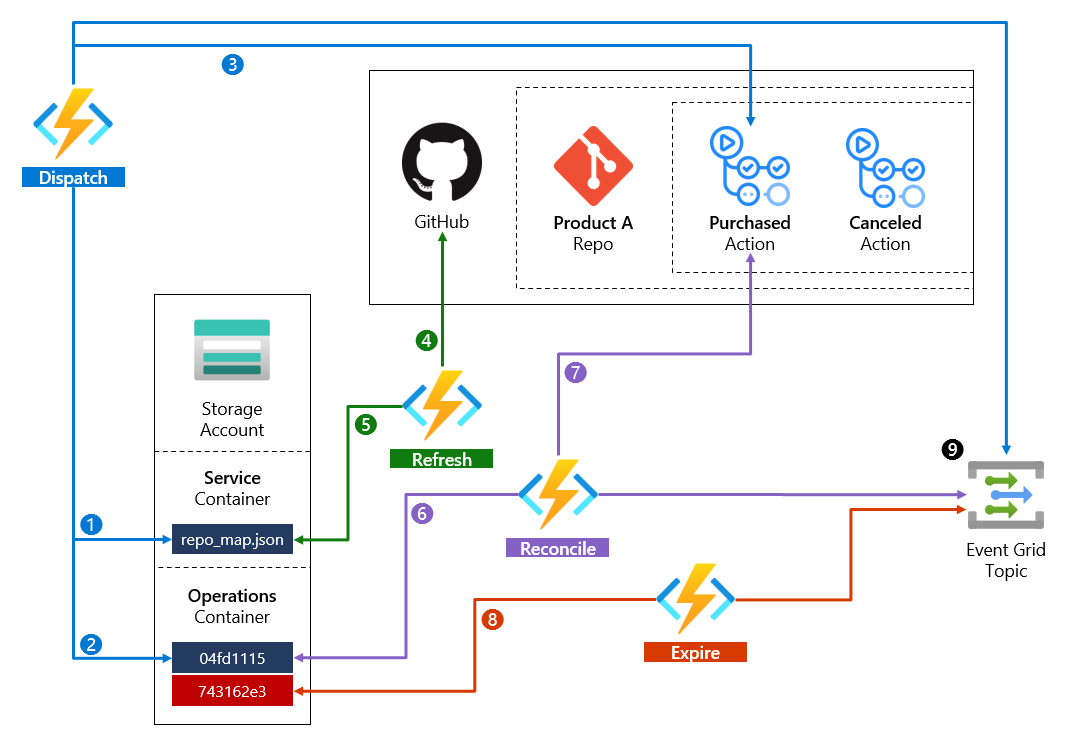 3
Dispatch
GitHub
Product A
Repo
Purchased
Action
Canceled
Action
4
7
Storage
Account
5
Refresh
9
Service
Container
6
1
repo_map.json
Reconcile
Event Grid
Topic
Operations
Container
8
2
04fd1115
Expire
743162e3